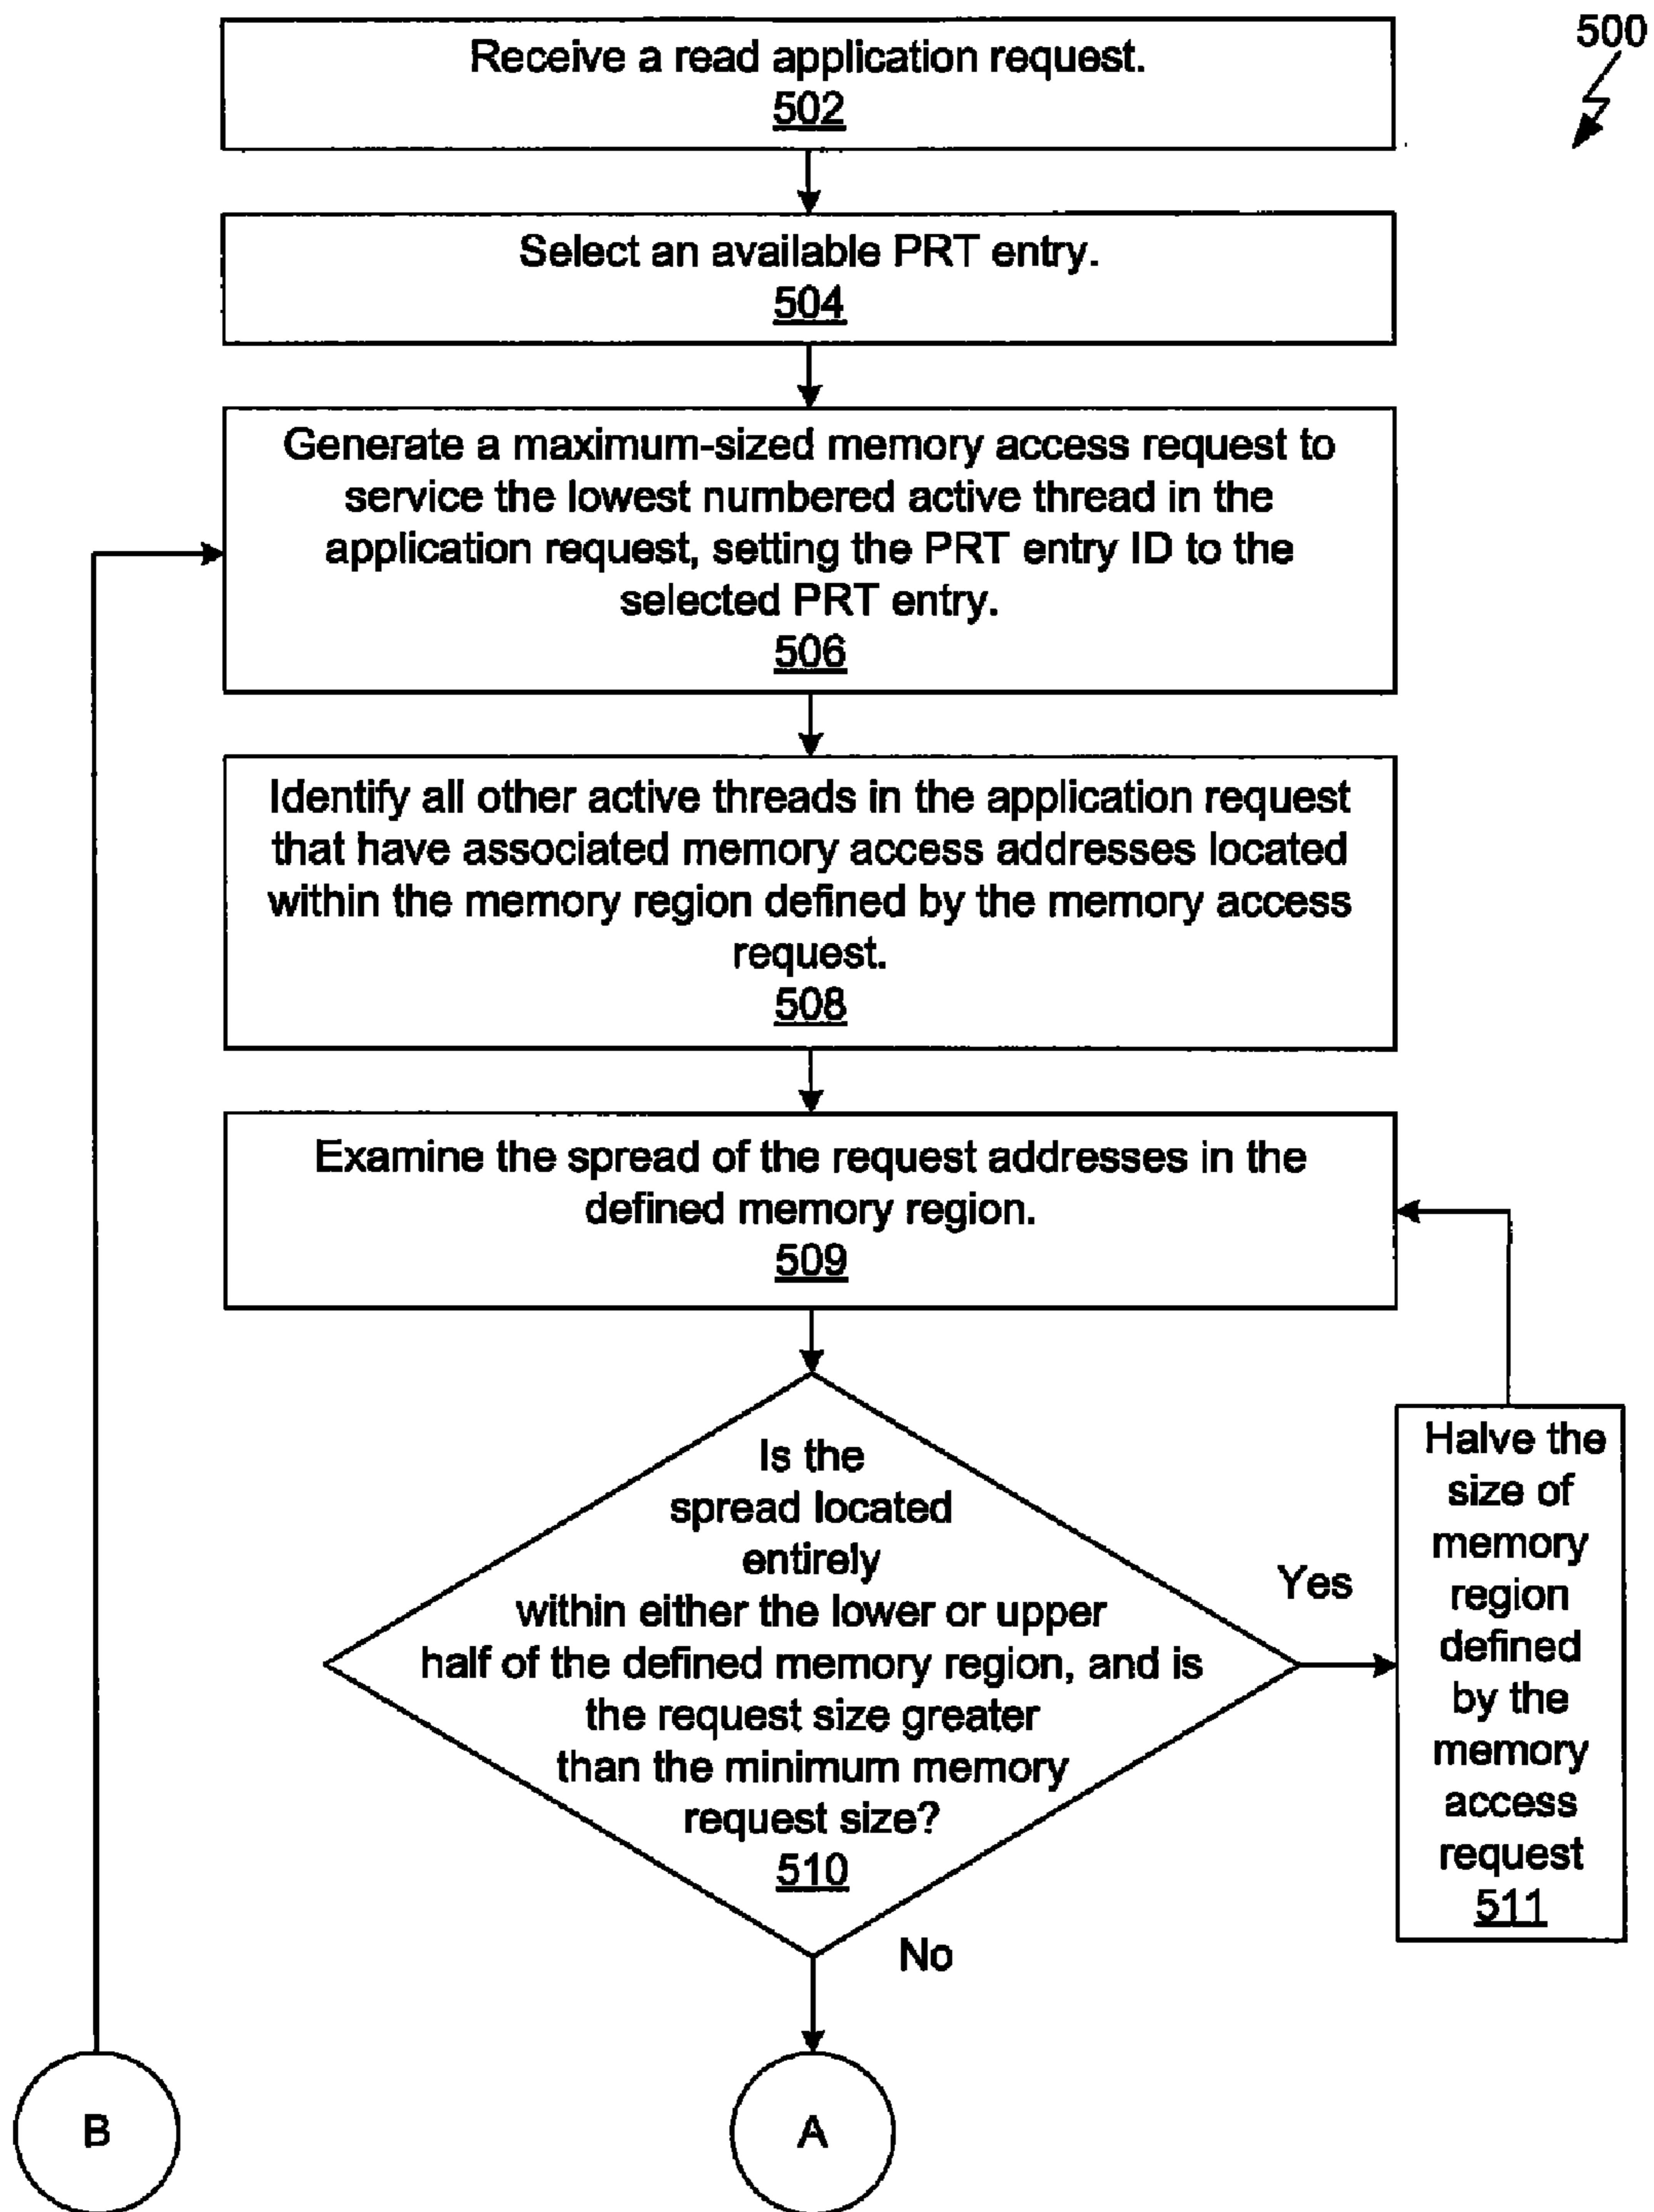 500
Receive a read application request.
502
Select an available PRT entry.
504
Generate a maximum-sized memory access request to
service the lowest numbered active thread in the
application request, setting the PRT entry ID to the
selected PRT entry.
506
Identify all other active threads in the application request
that have associated memory access addresses located
within the memory region defined by the memory access
request.
508
Examine the spread of the request addresses in the
defined memory region.
509
Is the
spread located
entirely
within either the lower or upper
half of the defined memory region, and is
the request size greater
than the minimum memory
request size?
510
Yes
Halve the
size of
memory
region
defined
by the
memory
access
request
511
No
B
A